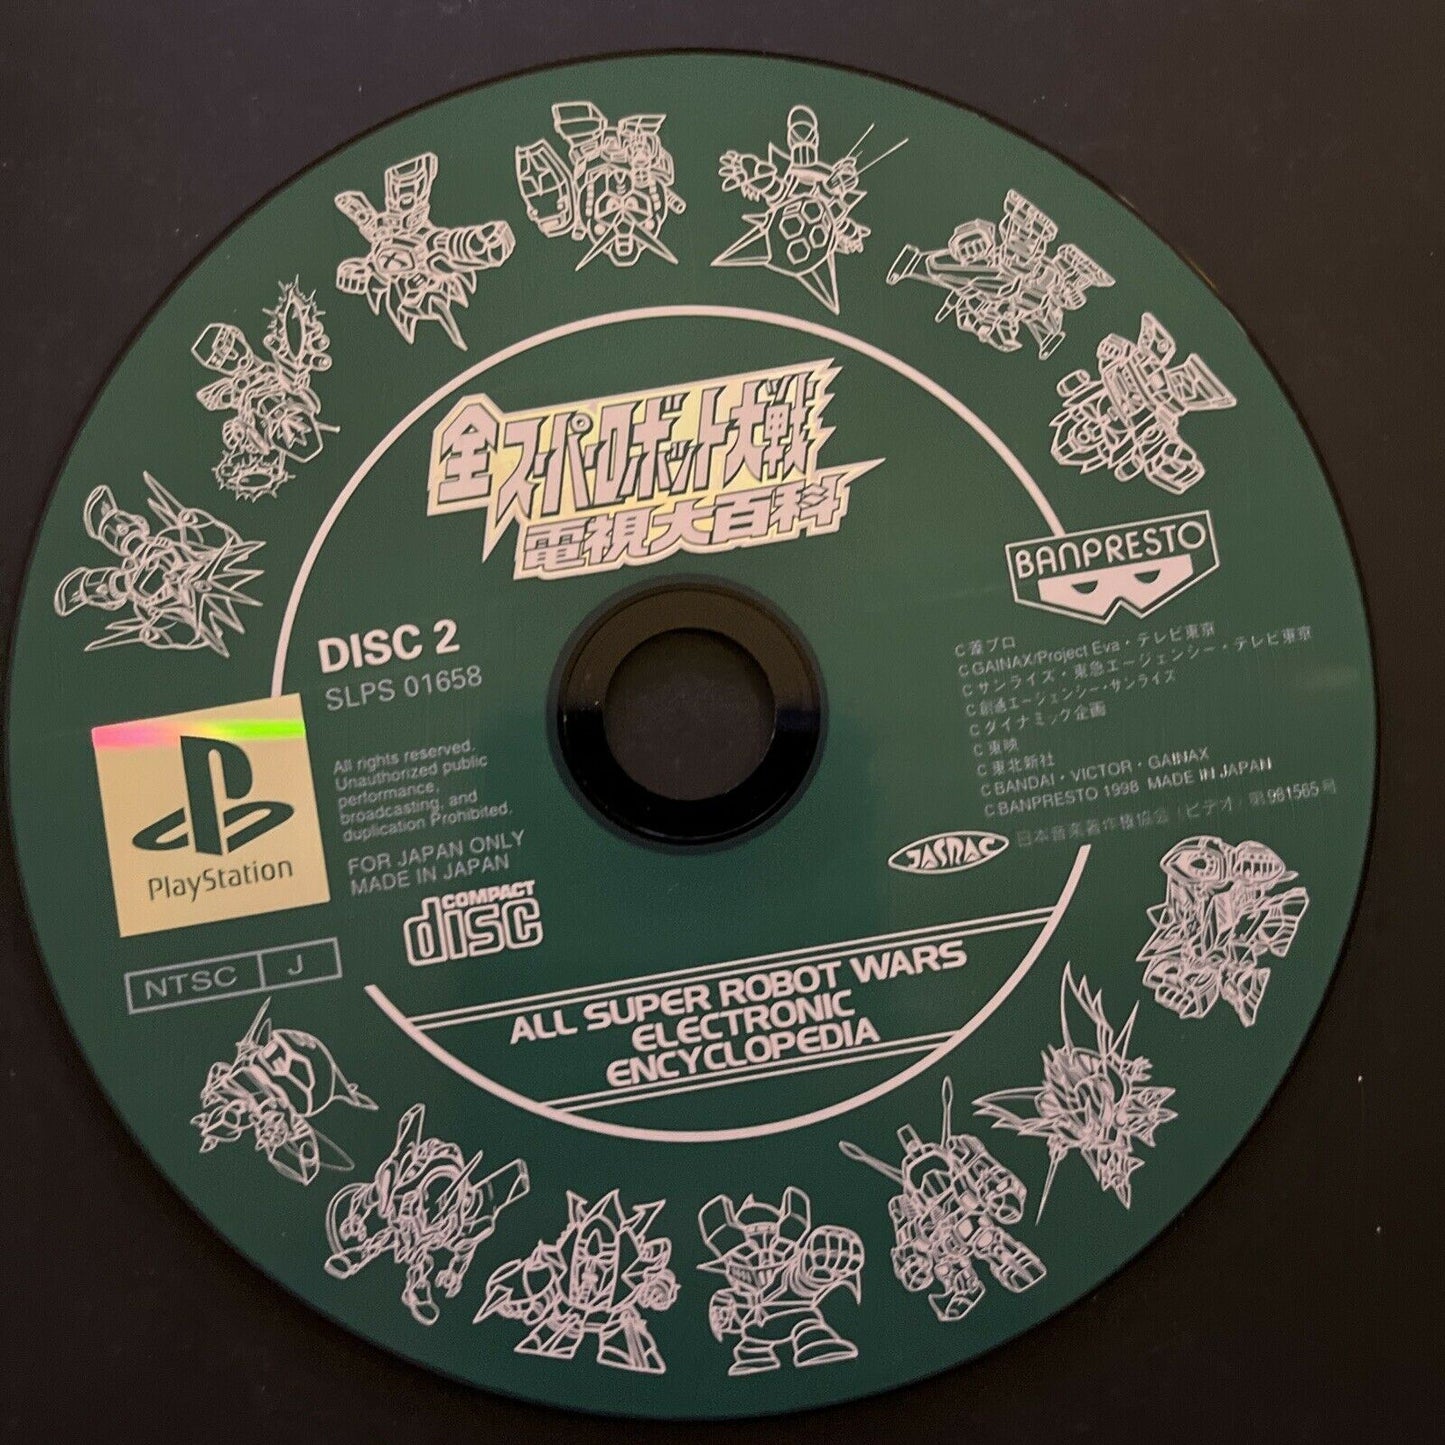 全スーパーロボット大戦
電視大百科
BANPRESTO
DISC 2
SLPS 01658
PlayStation
All rights reserved.
Unauthorized public
performance,
broadcasting, and
duplication Prohibited.
FOR JAPAN ONLY
MADE IN JAPAN
COMPACT
disc
NTSC J
C 葦プロ
C GAINAX/Project Eva・テレビ東京
C サンライズ・東急エージェンシー・テレビ東京
C 創通エージェンシー・サンライズ
C ダイナミック企画
C 東映
C 東北新社
C BANDAI・VICTOR・GAINAX
C BANPRESTO 1998 MADE IN JAPAN
JASRAC 日本音楽著作権協会（ビデオ）第981565号
ALL SUPER ROBOT WARS
ELECTRONIC
ENCYCLOPEDIA